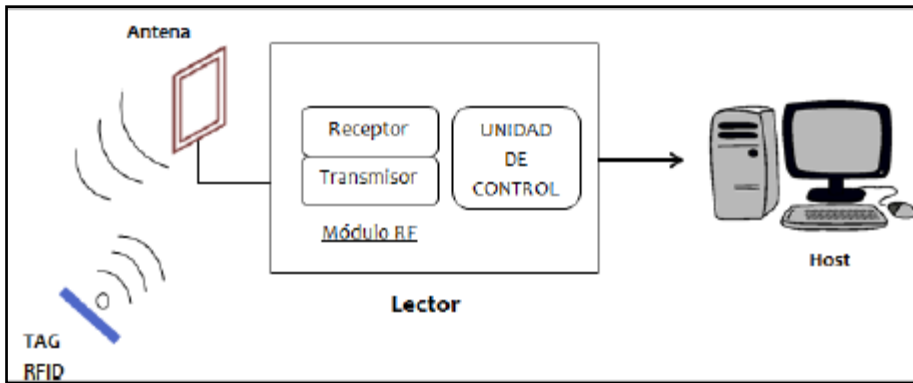 Antena
Receptor
Transmisor
Módulo RF
UNIDAD
DE
CONTROL
Lector
Host
TAG
RFID